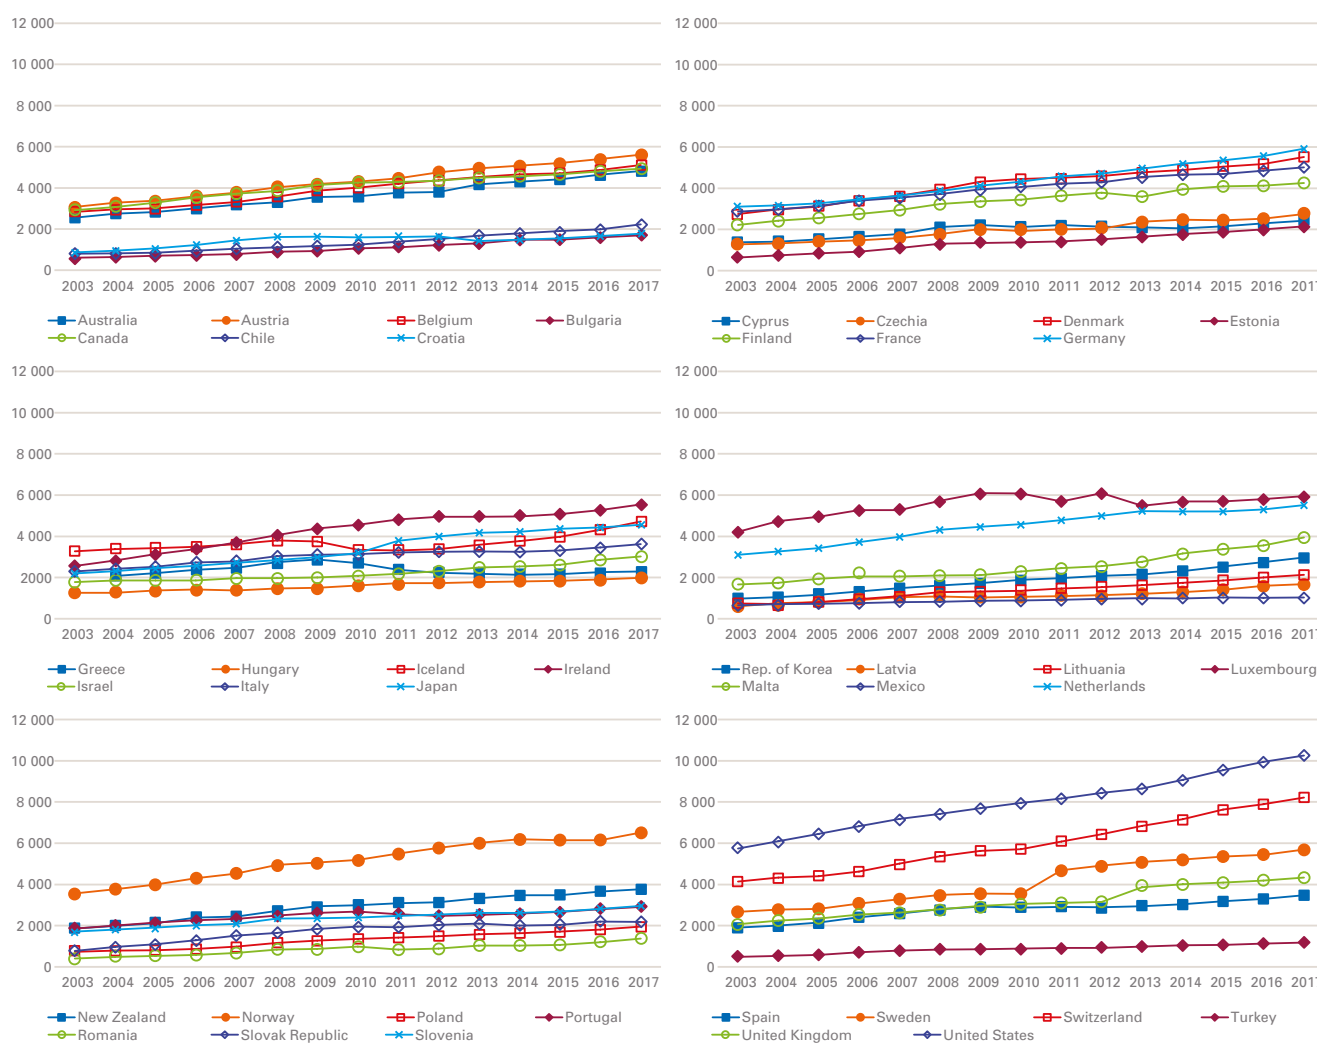 12 000
10 000
8 000
6 000
4 000
2 000
0
2003 2004 2005 2006 2007 2008 2009 2010 2011 2012 2013 2014 2015 2016 2017
Australia Austria Belgium Bulgaria
Canada Chile Croatia
12 000
10 000
8 000
6 000
4 000
2 000
0
2003 2004 2005 2006 2007 2008 2009 2010 2011 2012 2013 2014 2015 2016 2017
Cyprus Czechia Denmark Estonia
Finland France Germany
12 000
10 000
8 000
6 000
4 000
2000
0
2003 2004 2005 2006 2007 2008 2009 2010 2011 2012 2013 2014 2015 2016 2017
Greece Hungary Iceland Ireland
Israel Italy Japan
12 000
10 000
8 000
6 000
4 000
2 000
0
2003 2004 2005 2006 2007 2008 2009 2010 2011 2012 2013 2014 2015 2016 2017
Rep. of Korea Latvia Lithuania Luxembourg
Malta Mexico Netherlands
12 000
10 000
8 000
6 000
4 000
2 000
0
2003 2004 2005 2006 2007 2008 2009 2010 2011 2012 2013 2014 2015 2016 2017
New Zealand Norway Poland Portugal
Romania Slovak Republic Slovenia
12 000
10 000
8 000
6 000
4 000
2 000
0
2003 2004 2005 2006 2007 2008 2009 2010 2011 2012 2013 2014 2015 2016 2017
Spain Sweden Switzerland Turkey
United Kingdom United States